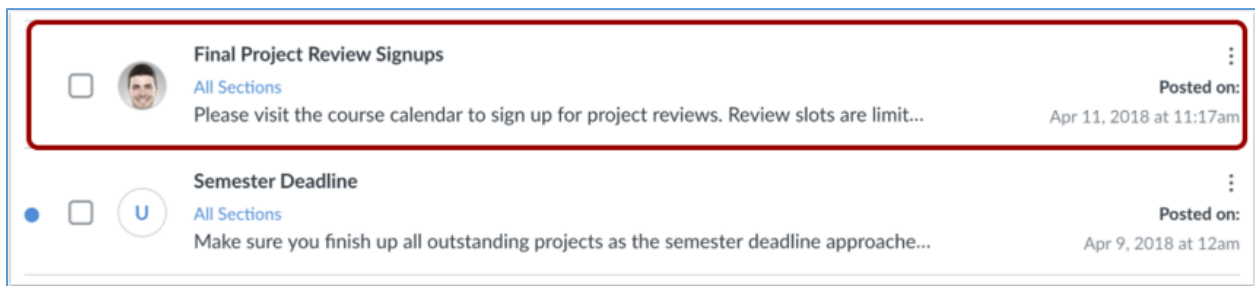 Final Project Review Signups
All Sections
Posted on:
Please visit the course calendar to sign up for project reviews. Review slots are limit...
Apr 11, 2018 at 11:17am
Semester Deadline
U
All Sections
Posted on:
Make sure you finish up all outstanding projects as the semester deadline approache...
Apr 9, 2018 at 12am